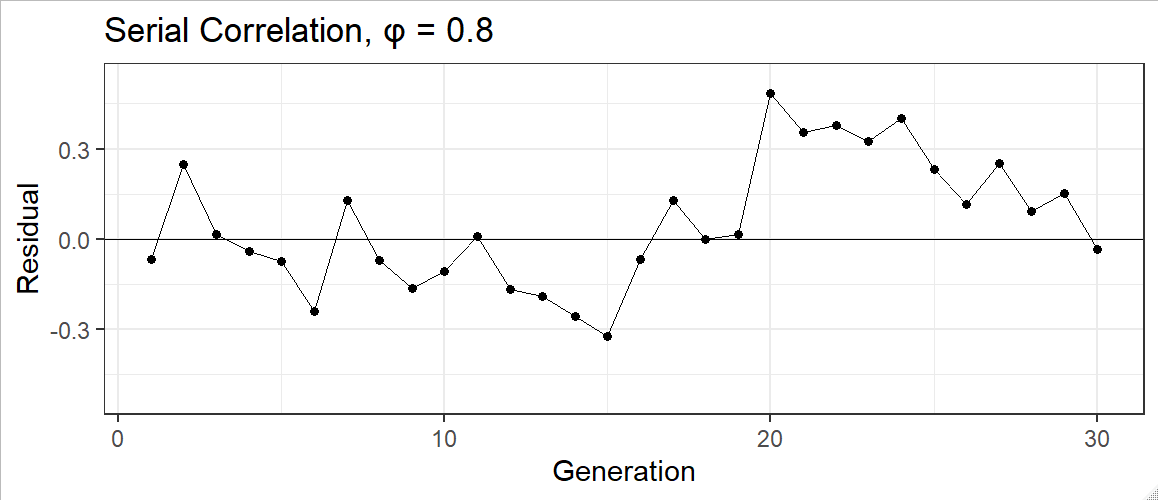 Serial Correlation, φ = 0.8
Residual
0.3
0.0
-0.3
0 10 20 30
Generation